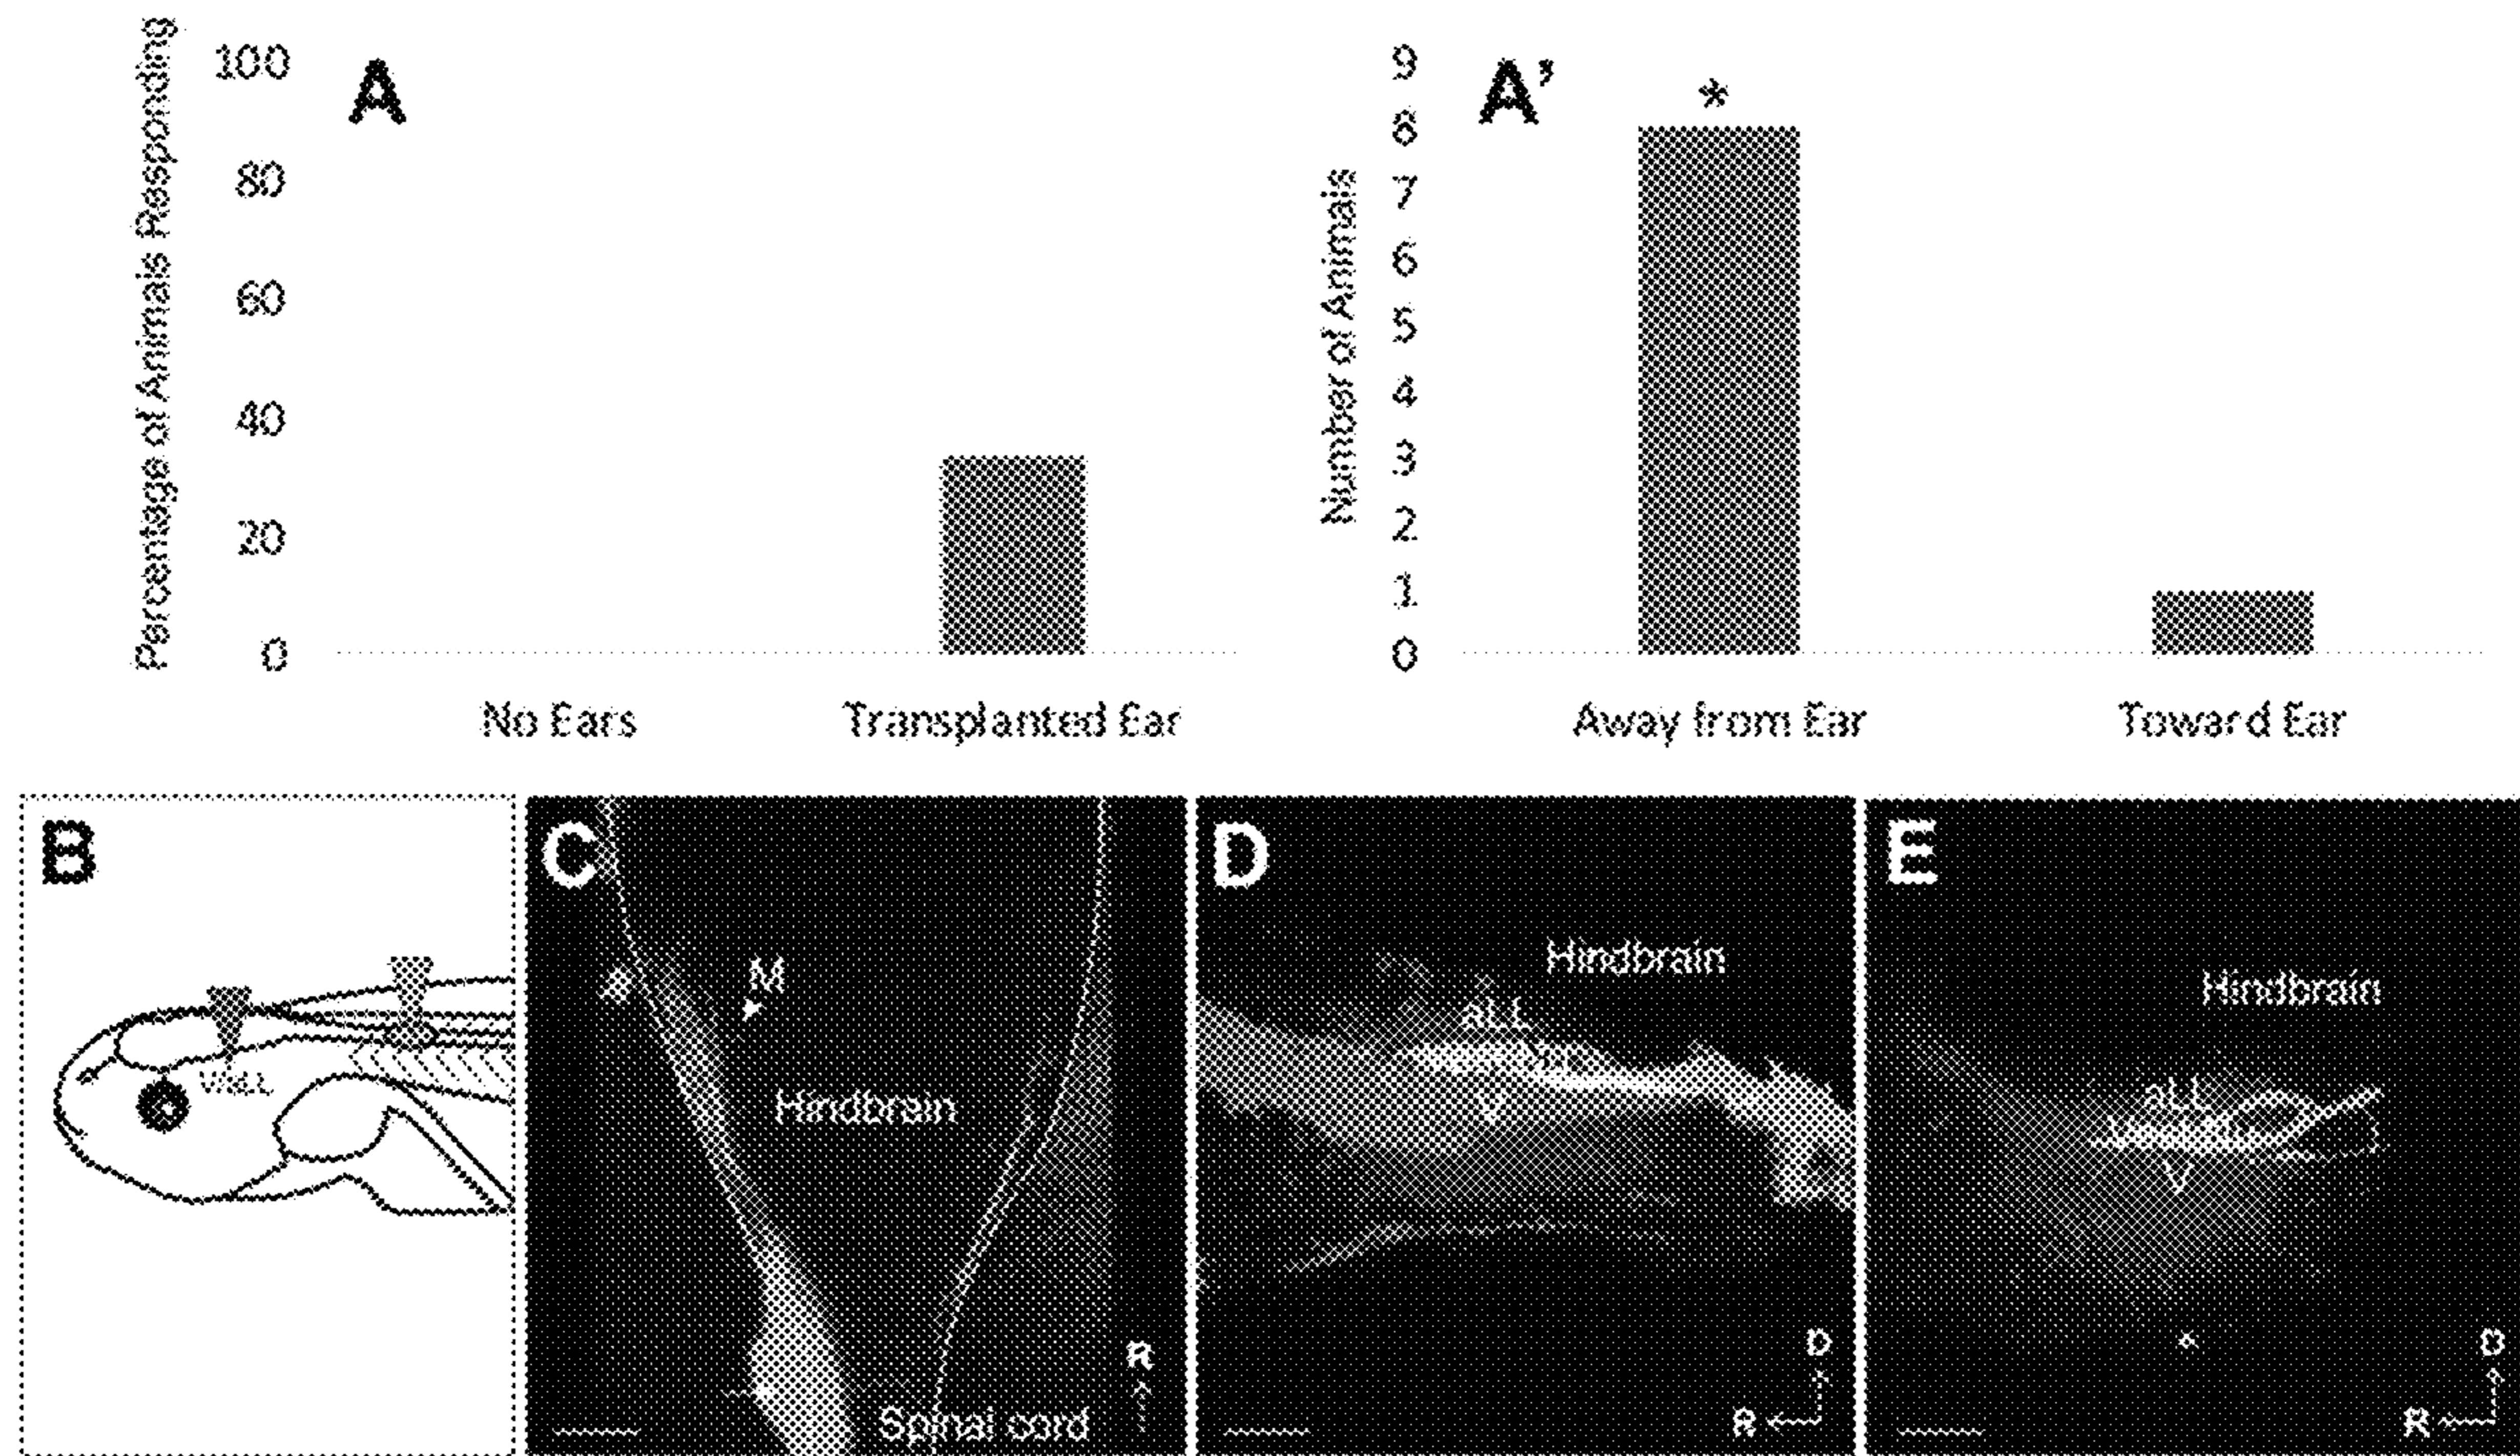 Percentage of Animals Responding
100
80
60
40
20
0
A
No Ears
Transplanted Ear
Number of Animals
9
8
7
6
5
4
3
2
1
0
A'
*
Away from Ear
Toward Ear
B
C
M
Hindbrain
Spinal cord
R
D
Hindbrain
aLL
V
D
R
E
Hindbrain
aLL
V
D
R